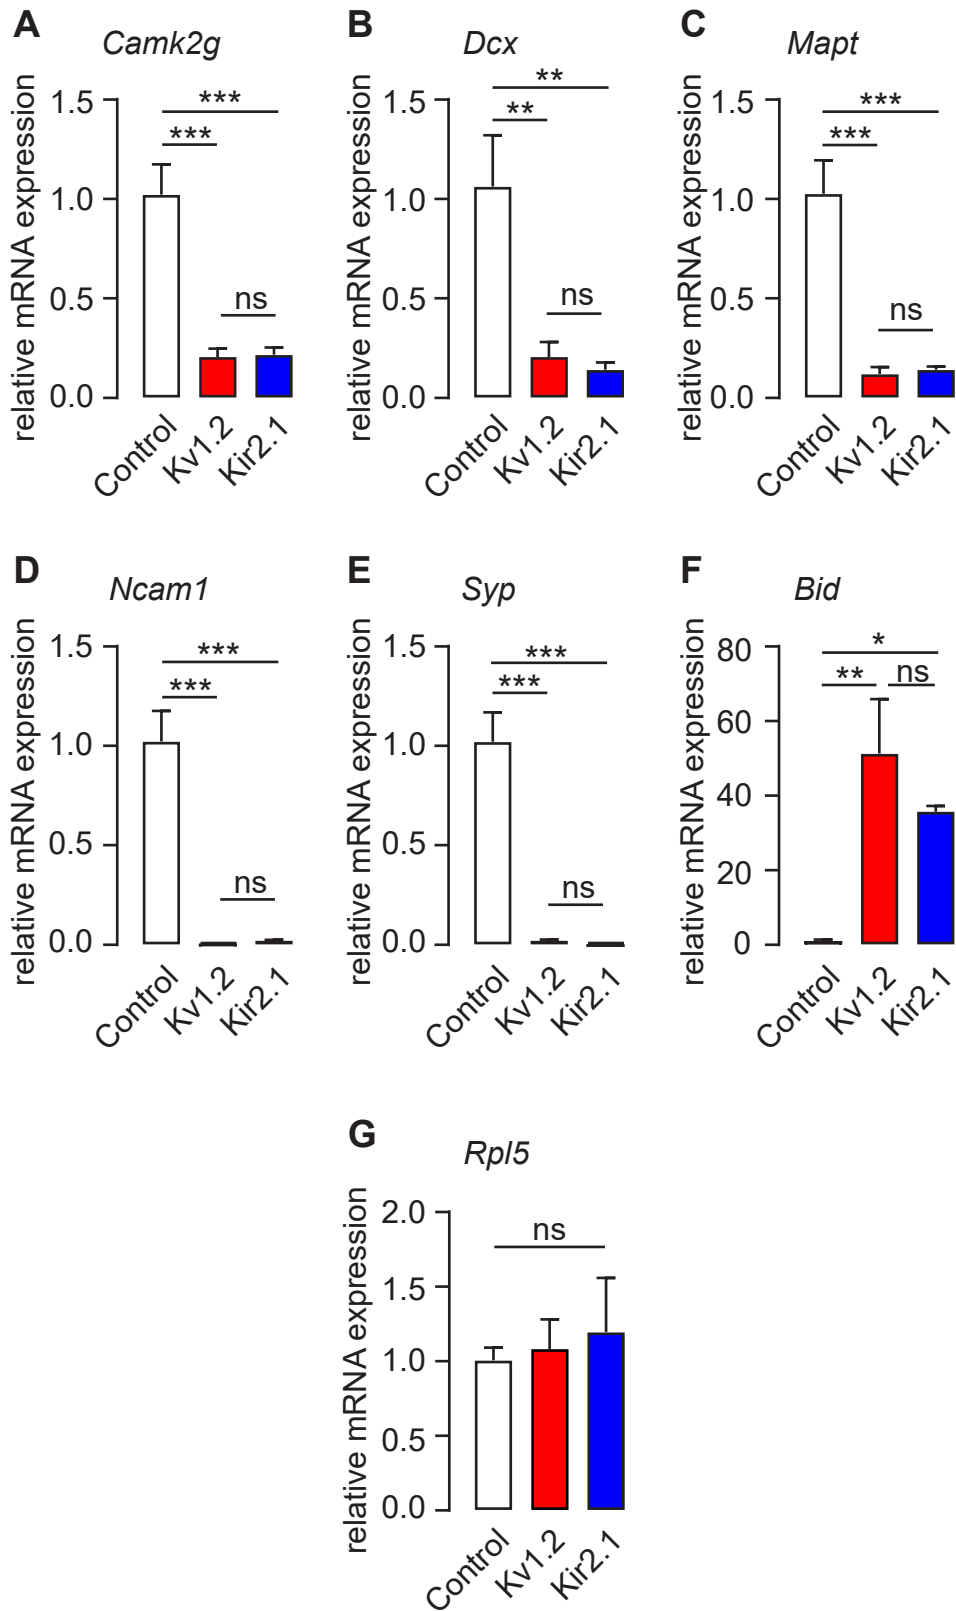 A
Camk2g
relative mRNA expression
1.5
1.0
0.5
0.0
***
***
ns
Control
Kv1.2
Kir2.1
B
Dcx
relative mRNA expression
1.5
1.0
0.5
0.0
**
**
ns
Control
Kv1.2
Kir2.1
C
Mapt
relative mRNA expression
1.5
1.0
0.5
0.0
***
***
ns
Control
Kv1.2
Kir2.1
D
Ncam1
relative mRNA expression
1.5
1.0
0.5
0.0
***
***
ns
Control
Kv1.2
Kir2.1
E
Syp
relative mRNA expression
1.5
1.0
0.5
0.0
***
***
ns
Control
Kv1.2
Kir2.1
F
Bid
relative mRNA expression
80
60
40
20
0
*
** ns
Control
Kv1.2
Kir2.1
G
Rpl5
relative mRNA expression
2.0
1.5
1.0
0.5
0.0
ns
Control
Kv1.2
Kir2.1